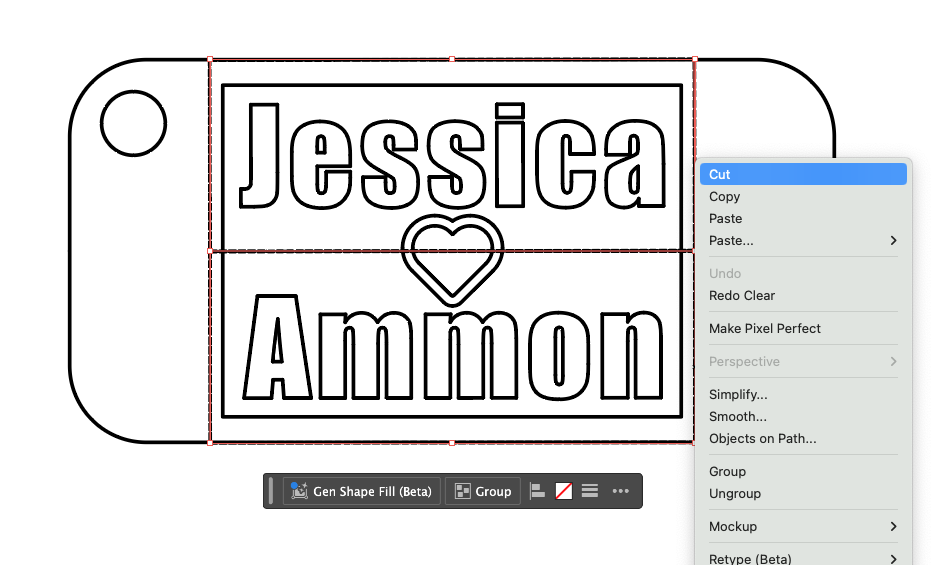 Jessica
Ammon
Cut
Copy
Paste
Paste...
Undo
Redo Clear
Make Pixel Perfect
Perspective
Simplify...
Smooth...
Objects on Path...
Group
Ungroup
Mockup
Retype (Beta)
Gen Shape Fill (Beta) Group